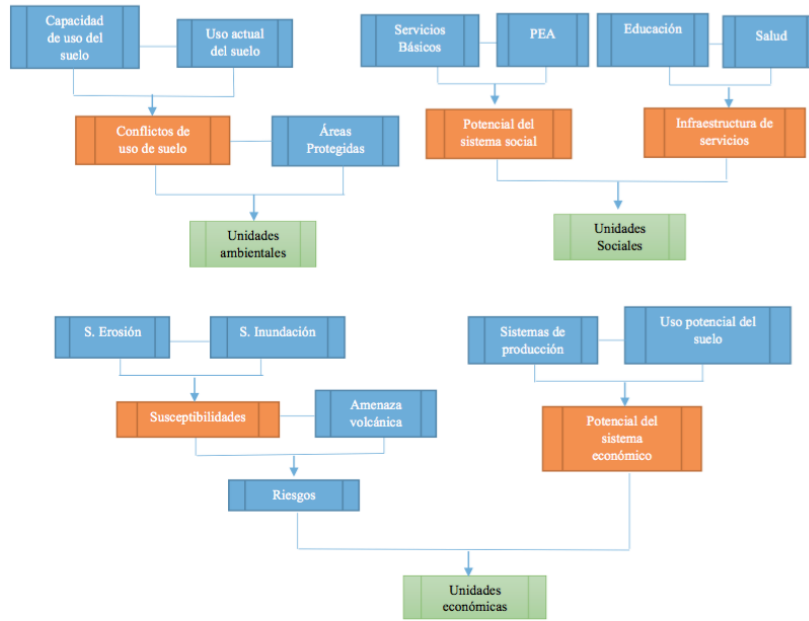 Capacidad
de uso del
suelo
Uso actual
del suelo
Conflictos de
uso de suelo
Áreas
Protegidas
Unidades
ambientales
Servicios
Básicos
PEA
Educación
Salud
Potencial del
sistema social
Infraestructura de
servicios
Unidades
Sociales
S. Erosión
S. Inundación
Susceptibilidades
Amenaza
volcánica
Riesgos
Sistemas de
producción
Uso potencial del
suelo
Potencial del
sistema
económico
Unidades
económicas